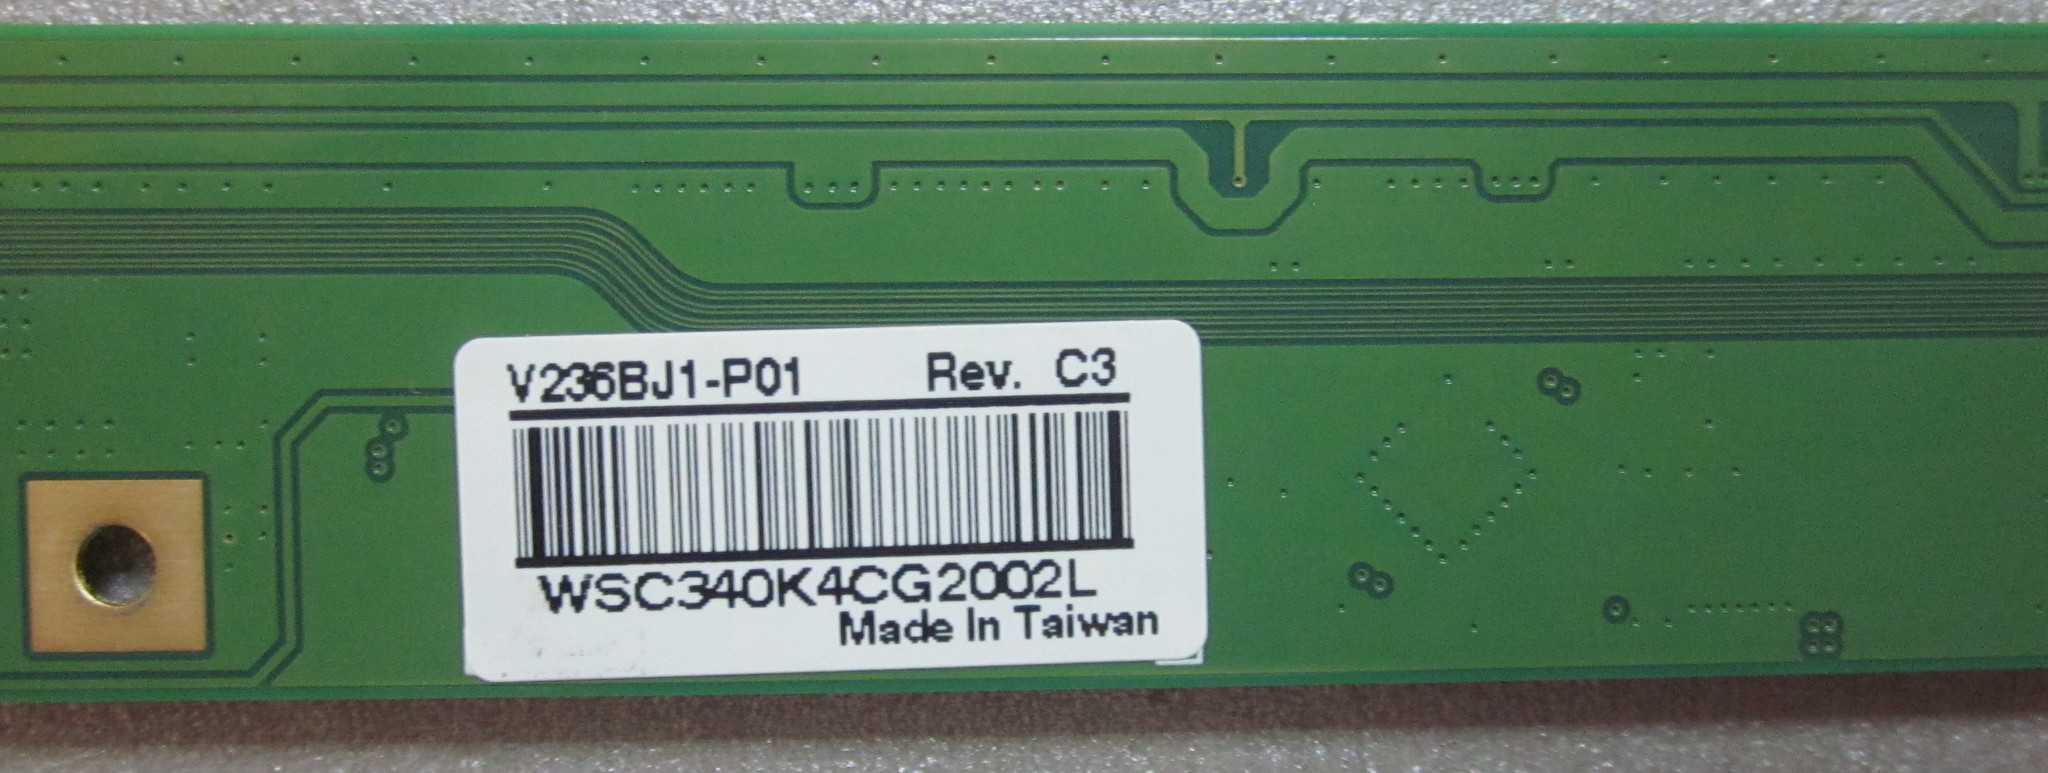 V236BJ1-P01 Rev. C3
WSC340K4CG2002L
Made In Taiwan